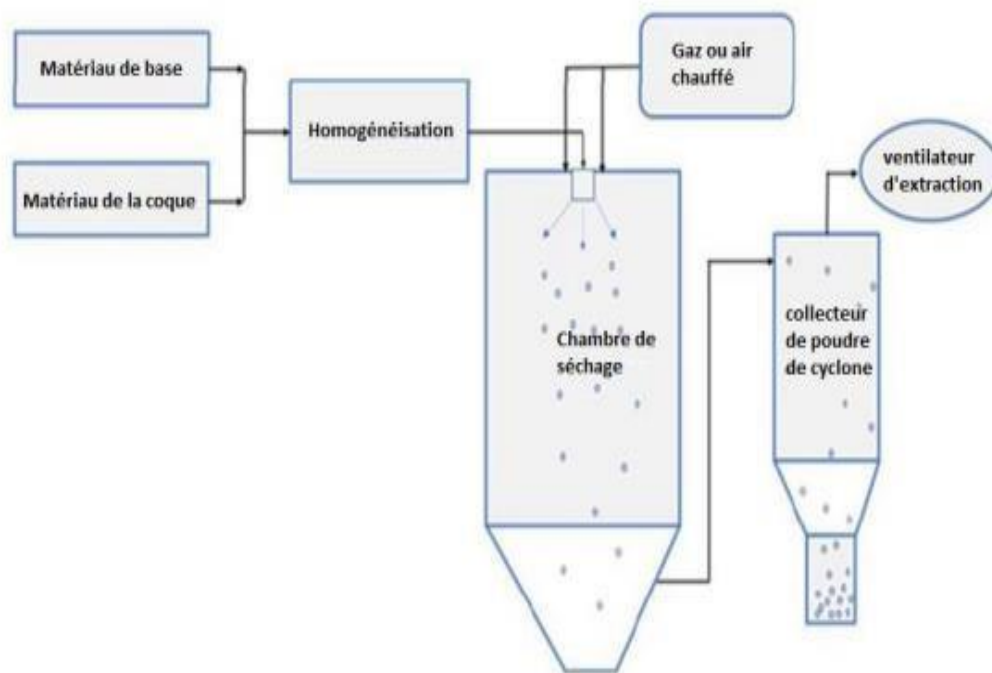 Matériau de base
Matériau de la coque
Homogénéisation
Gaz ou air
chauffé
Chambre de
séchage
ventilateur
d'extraction
collecteur
de poudre
de cyclone